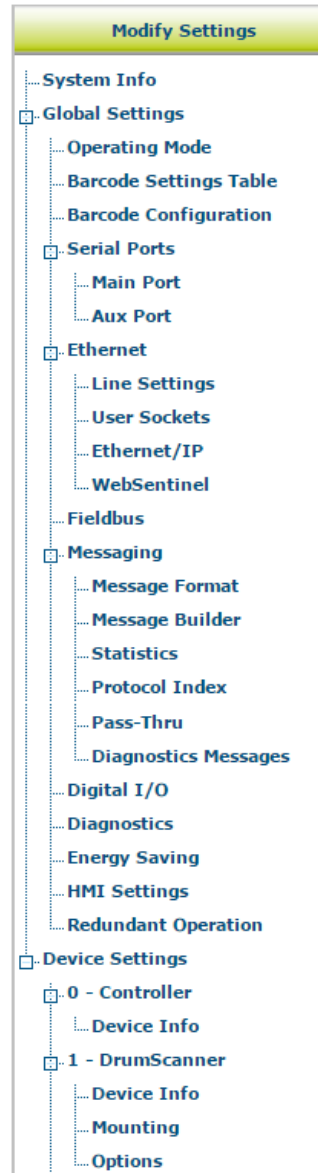 Modify Settings
System Info
Global Settings
Operating Mode
Barcode Settings Table
Barcode Configuration
Serial Ports
Main Port
Aux Port
Ethernet
Line Settings
User Sockets
Ethernet/IP
WebSentinel
Fieldbus
Messaging
Message Format
Message Builder
Statistics
Protocol Index
Pass-Thru
Diagnostics Messages
Digital I/O
Diagnostics
Energy Saving
HMI Settings
Redundant Operation
Device Settings
0 - Controller
Device Info
1 - DrumScanner
Device Info
Mounting
Options